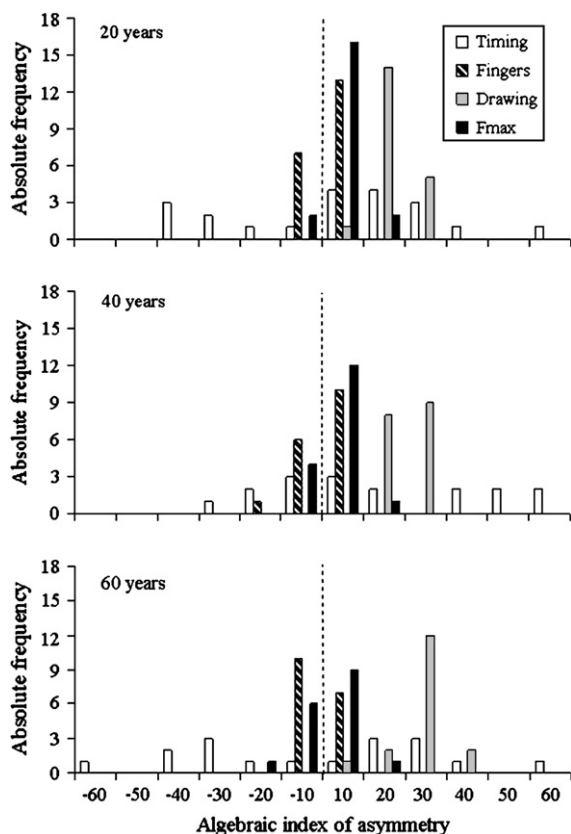 20 years
Absolute frequency
18
15
12
9
6
3
0
Timing
Fingers
Drawing
Fmax
40 years
Absolute frequency
18
15
12
9
6
3
0
60 years
Absolute frequency
18
15
12
9
6
3
0
-60 -50 -40 -30 -20 -10 10 20 30 40 50 60
Algebraic index of asymmetry